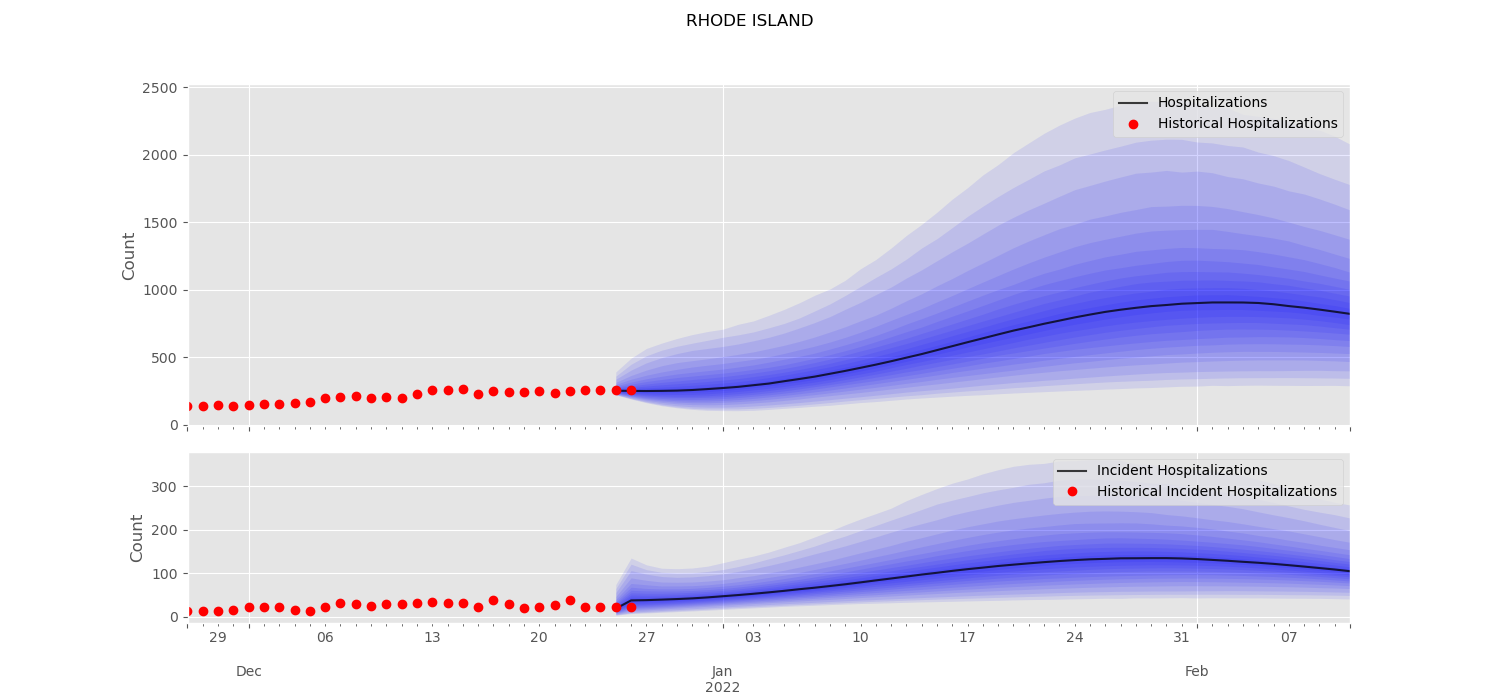 RHODE ISLAND
2500
2000
1500
1000
500
0
Count
Hospitalizations
Historical Hospitalizations
300
200
100
0
Count
Incident Hospitalizations
Historical Incident Hospitalizations
29 06 13 20 27 03 10 17 24 31 07
Dec Jan Feb
2022